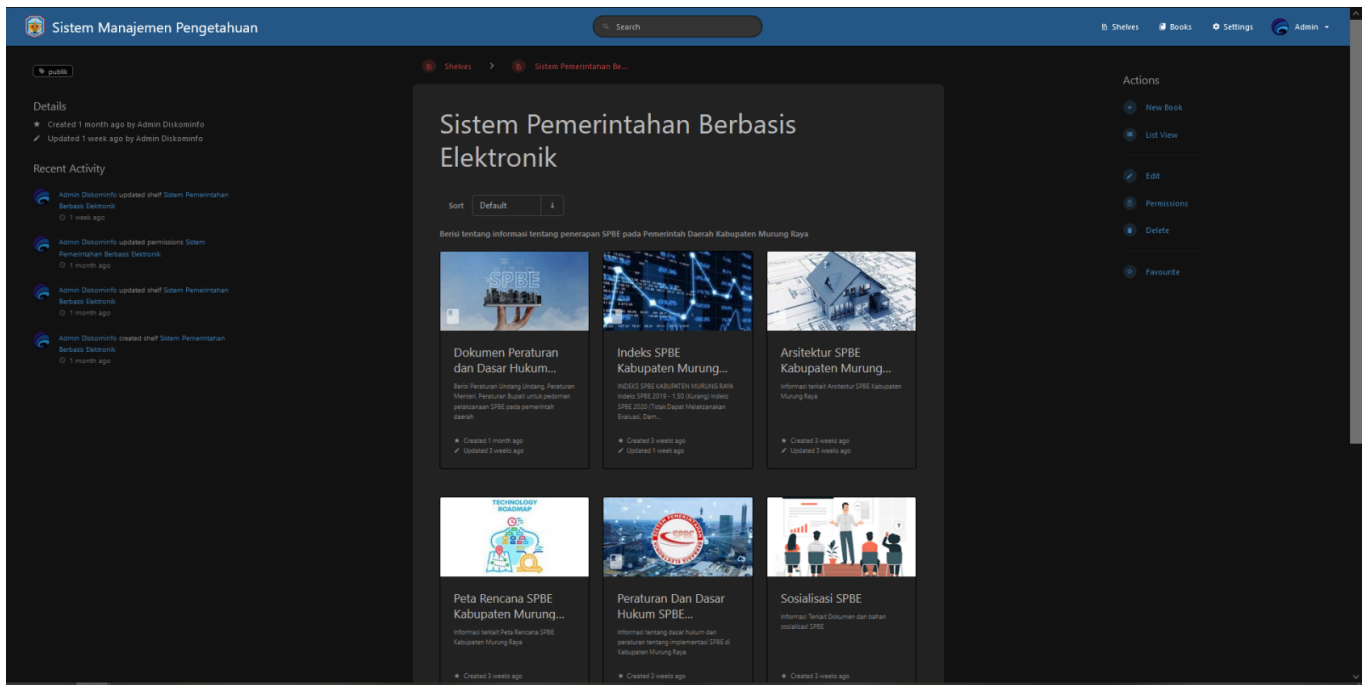 Sistem Manajemen Pengetahuan
Search
Shelves
Books
Settings
Admin
publik
Details
Created 1 month ago by Admin Diskominfo
Updated 1 week ago by Admin Diskominfo
Recent Activity
Admin Diskominfo updated shelf Sistem Pemerintahan
Berbasis Elektronik
1 week ago
Admin Diskominfo updated permissions Sistem
Pemerintahan Berbasis Elektronik
1 month ago
Admin Diskominfo updated shelf Sistem Pemerintahan
Berbasis Elektronik
1 month ago
Admin Diskominfo created shelf Sistem Pemerintahan
Berbasis Elektronik
1 month ago
Shelves > Sistem Pemerintahan Be...
Sistem Pemerintahan Berbasis
Elektronik
Sort Default
Berisi tentang informasi tentang penerapan SPBE pada Pemerintah Daerah Kabupaten Murung Raya
SPBE
Dokumen Peraturan
dan Dasar Hukum...
Berisi Peraturan Undang Undang, Peraturan
Menteri, Peraturan Bupati untuk pedoman
pelaksanaan SPBE pada pemerintah
daerah
Created 1 month ago
Updated 3 weeks ago
Indeks SPBE
Kabupaten Murung...
INDEKS SPBE KABUPATEN MURUNG RAYA
Indeks SPBE 2019 - 1,50 (Kurang) Indeks
SPBE 2020 (Tidak Dapat Melaksanakan
Evaluasi, Dam...
Created 3 weeks ago
Updated 1 week ago
Arsitektur SPBE
Kabupaten Murung...
Informasi terkait Arsitektur SPBE Kabupaten
Murung Raya
Created 3 weeks ago
Updated 3 weeks ago
TECHNOLOGY
ROADMAP
Peta Rencana SPBE
Kabupaten Murung...
Informasi terkait Peta Rencana SPBE
Kabupaten Murung Raya
Created 3 weeks ago
SPBE
Peraturan Dan Dasar
Hukum SPBE...
Informasi tentang dasar hukum dan
peraturan tentang implementasi SPBE di
Kabupaten Murung Raya
Created 3 weeks ago
Sosialisasi SPBE
Informasi Terkait Dokumen dan bahan
sosialisasi SPBE
Created 3 weeks ago
Actions
New Book
List View
Edit
Permissions
Delete
Favourite